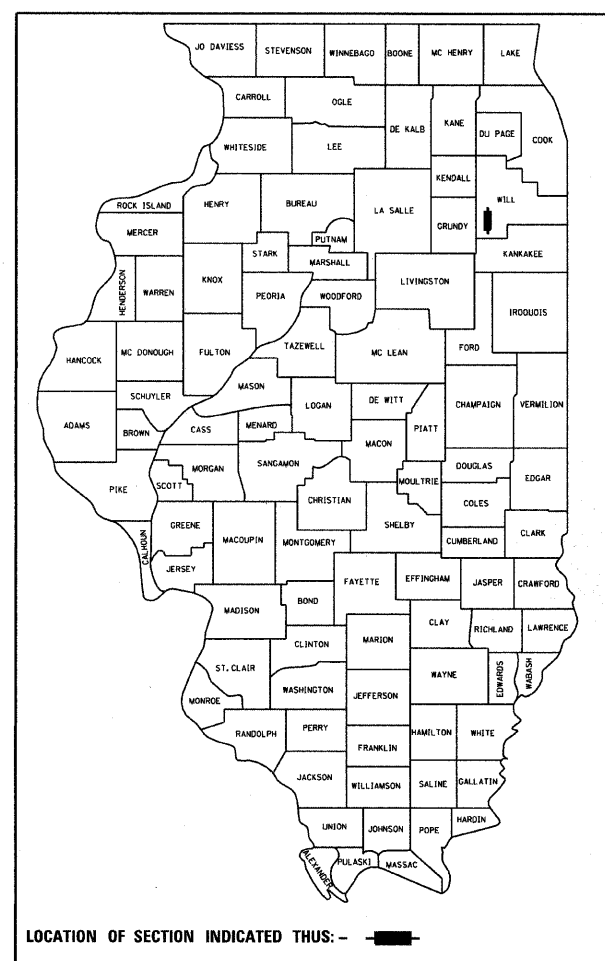 JO DAVIESS STEVENSON WINNEBAGO BOONE MC HENRY LAKE
CARROLL OGLE DE KALB KANE DU PAGE COOK
WHITESIDE LEE
KENDALL WILL
ROCK ISLAND HENRY BUREAU LA SALLE GRUNDY
MERCER PUTNAM KANKAKEE
STARK MARSHALL
HENDERSON WARREN KNOX PEORIA WOODFORD LIVINGSTON IROQUOIS
HANCOCK MC DONOUGH FULTON TAZEWELL MC LEAN FORD
MASON
SCHUYLER LOGAN DE WITT CHAMPAIGN VERMILION
ADAMS BROWN CASS MENARD MACON PIATT
MORGAN SANGAMON DOUGLAS EDGAR
PIKE SCOTT CHRISTIAN MOULTRIE COLES
GREENE MACOUPIN MONTGOMERY SHELBY CUMBERLAND CLARK
CALHOUN JERSEY
FAYETTE EFFINGHAM JASPER CRAWFORD
MADISON BOND
CLAY RICHLAND LAWRENCE
CLINTON MARION
ST. CLAIR WAYNE EDWARDS WABASH
WASHINGTON JEFFERSON
MONROE
RANDOLPH PERRY HAMILTON WHITE
FRANKLIN
JACKSON WILLIAMSON SALINE GALLATIN
UNION JOHNSON POPE HARDIN
ALEXANDER PULASKI MASSAC
LOCATION OF SECTION INDICATED THUS: -